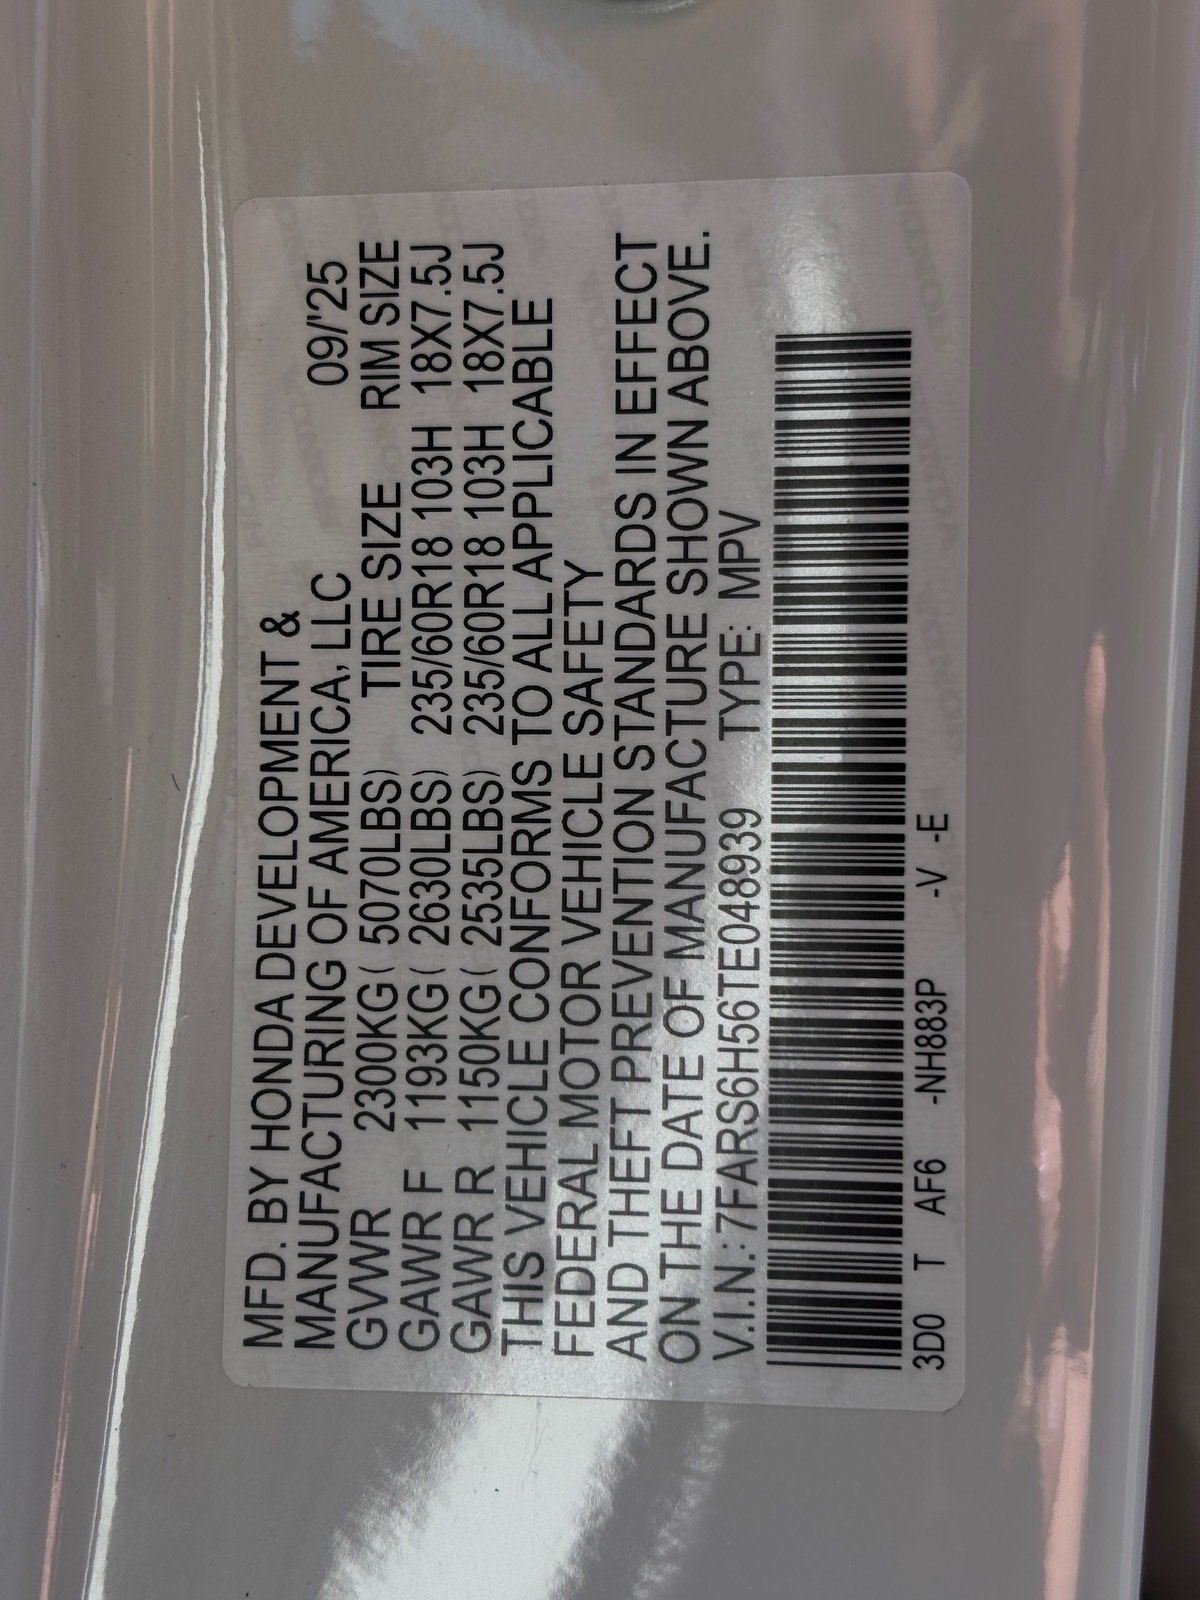 MFD. BY HONDA DEVELOPMENT &
MANUFACTURING OF AMERICA, LLC 09/'25
GVWR 2300KG( 5070LBS) TIRE SIZE RIM SIZE
GAWR F 1193KG( 2630LBS) 235/60R18 103H 18X7.5J
GAWR R 1150KG( 2535LBS) 235/60R18 103H 18X7.5J
THIS VEHICLE CONFORMS TO ALL APPLICABLE
FEDERAL MOTOR VEHICLE SAFETY
AND THEFT PREVENTION STANDARDS IN EFFECT
ON THE DATE OF MANUFACTURE SHOWN ABOVE.
V.I.N.: 7FARS6H56TE048939 TYPE: MPV
3D0 T AF6 -NH883P -V -E